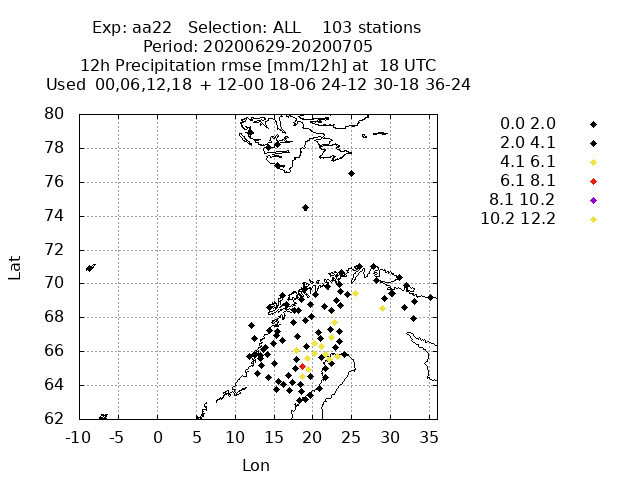 Exp: aa22 Selection: ALL 103 stations
Period: 20200629-20200705
12h Precipitation rmse [mm/12h] at 18 UTC
Used 00,06,12,18 + 12-00 18-06 24-12 30-18 36-24
0.0 2.0
2.0 4.1
4.1 6.1
6.1 8.1
8.1 10.2
10.2 12.2
80
78
76
74
72
70
68
66
64
62
Lat
-10 -5 0 5 10 15 20 25 30 35
Lon